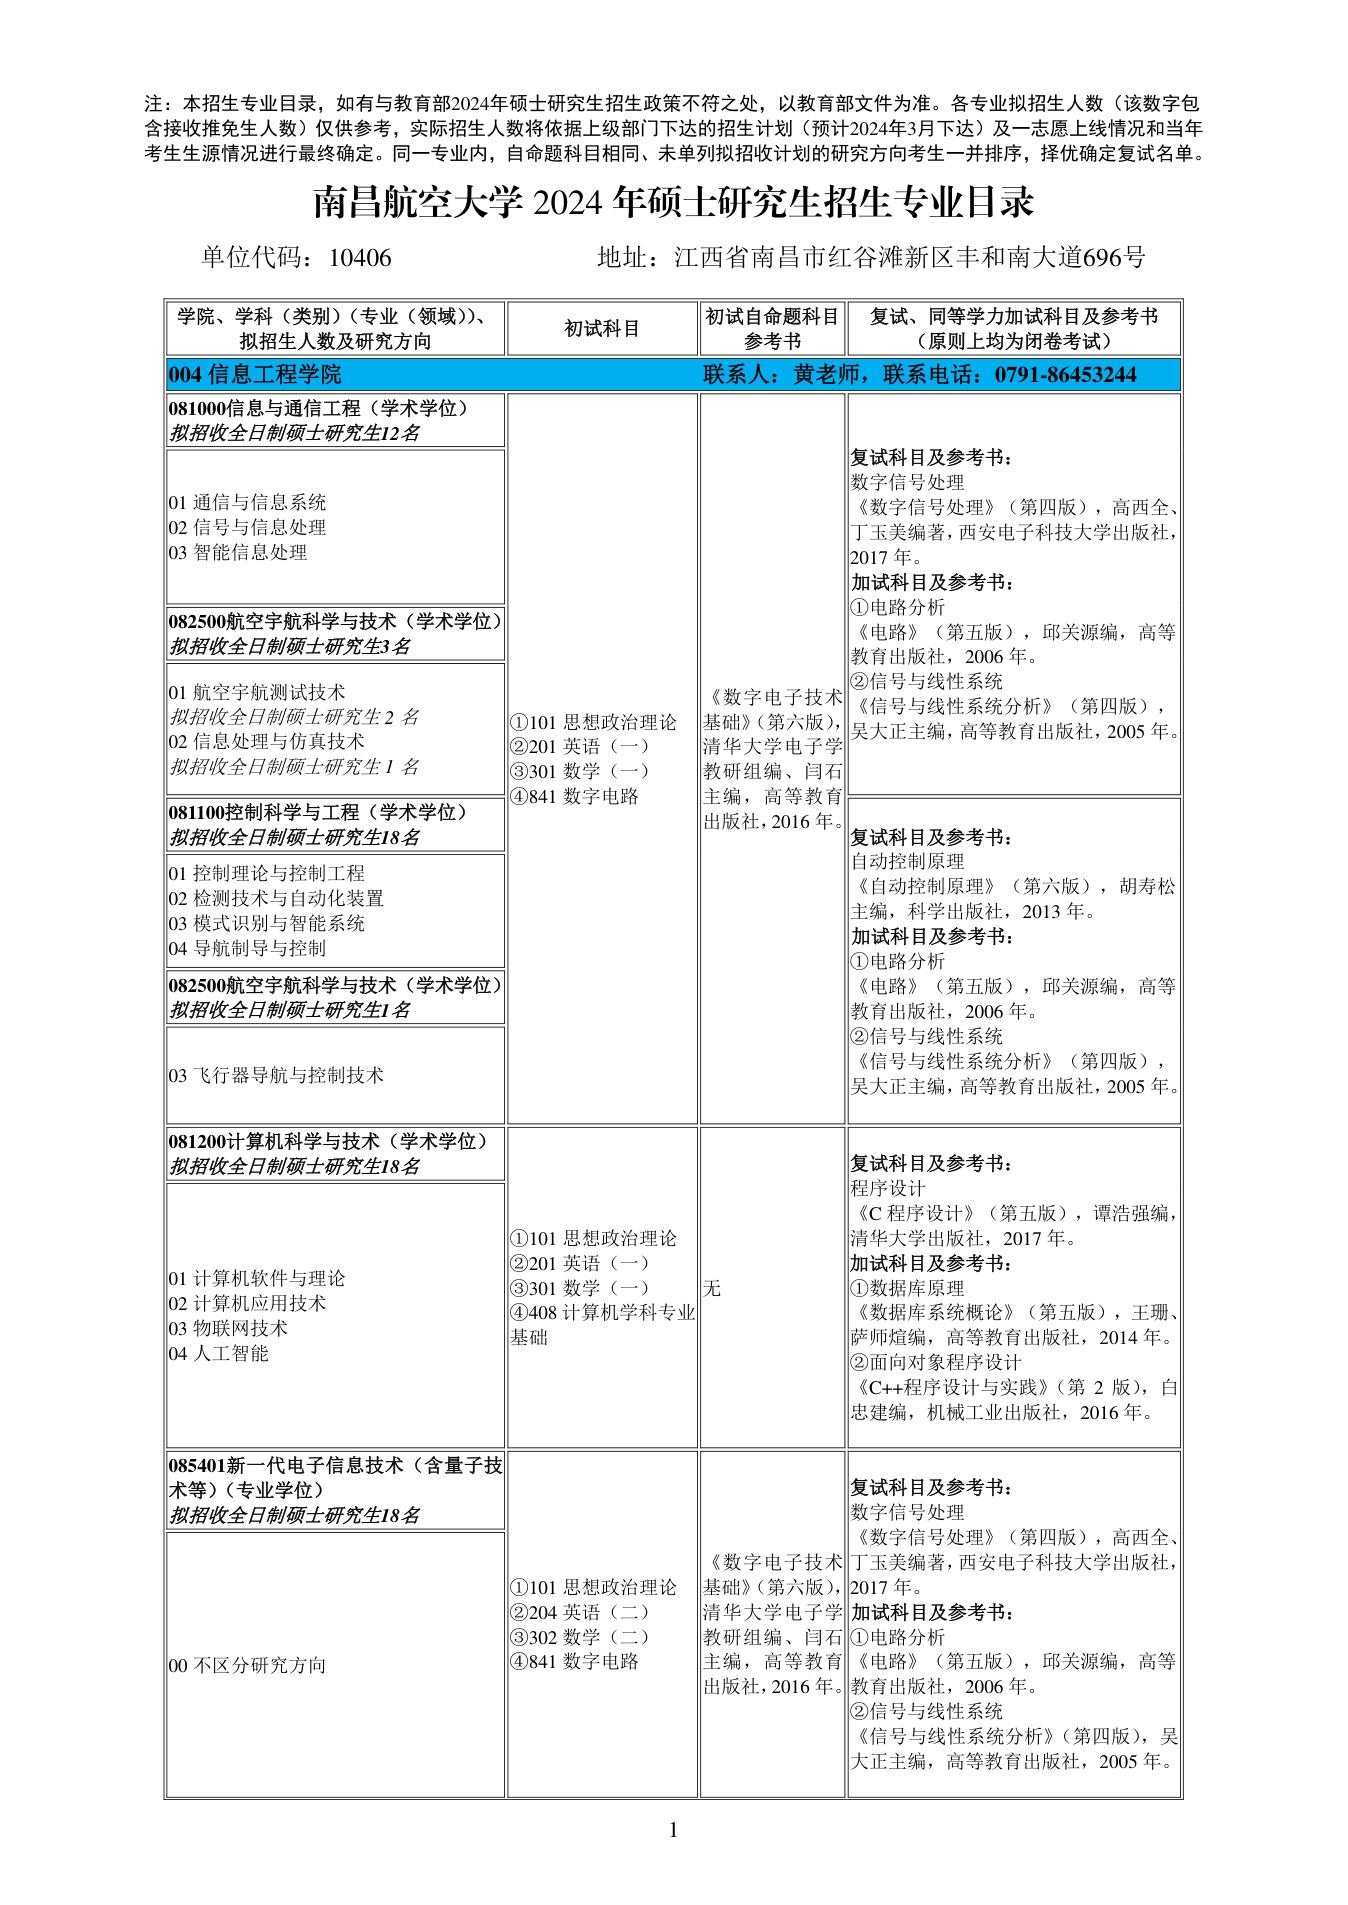 注：本招生专业目录，如有与教育部2024年硕士研究生招生政策不符之处，以教育部文件为准。各专业拟招生人数（该数字包
含接收推免生人数）仅供参考，实际招生人数将依据上级部门下达的招生计划（预计2024年3月下达）及一志愿上线情况和当年
考生生源情况进行最终确定。同一专业内，自命题科目相同、未单列拟招收计划的研究方向考生一并排序，择优确定复试名单。
南昌航空大学 2024 年硕士研究生招生专业目录
单位代码：10406 地址：江西省南昌市红谷滩新区丰和南大道696号
学院、学科（类别）（专业（领域））、
拟招生人数及研究方向
初试科目
初试自命题科目
参考书
复试、同等学力加试科目及参考书
（原则上均为闭卷考试）
004 信息工程学院 联系人：黄老师，联系电话：0791-86453244
081000信息与通信工程（学术学位）
拟招收全日制硕士研究生12名
01 通信与信息系统
02 信号与信息处理
03 智能信息处理
082500航空宇航科学与技术（学术学位）
拟招收全日制硕士研究生3名
01 航空宇航测试技术
拟招收全日制硕士研究生 2 名
02 信息处理与仿真技术
拟招收全日制硕士研究生 1 名
081100控制科学与工程（学术学位）
拟招收全日制硕士研究生18名
01 控制理论与控制工程
02 检测技术与自动化装置
03 模式识别与智能系统
04 导航制导与控制
082500航空宇航科学与技术（学术学位）
拟招收全日制硕士研究生1名
03 飞行器导航与控制技术
①101 思想政治理论
②201 英语（一）
③301 数学（一）
④841 数字电路
《数字电子技术
基础》（第六版），
清华大学电子学
教研组编、闫石
主编，高等教育
出版社，2016 年。
复试科目及参考书：
数字信号处理
《数字信号处理》（第四版），高西全、
丁玉美编著，西安电子科技大学出版社，
2017 年。
加试科目及参考书：
①电路分析
《电路》（第五版），邱关源编，高等
教育出版社，2006 年。
②信号与线性系统
《信号与线性系统分析》（第四版），
吴大正主编，高等教育出版社，2005 年。
复试科目及参考书：
自动控制原理
《自动控制原理》（第六版），胡寿松
主编，科学出版社，2013 年。
加试科目及参考书：
①电路分析
《电路》（第五版），邱关源编，高等
教育出版社，2006 年。
②信号与线性系统
《信号与线性系统分析》（第四版），
吴大正主编，高等教育出版社，2005 年。
081200计算机科学与技术（学术学位）
拟招收全日制硕士研究生18名
01 计算机软件与理论
02 计算机应用技术
03 物联网技术
04 人工智能
①101 思想政治理论
②201 英语（一）
③301 数学（一）
④408 计算机学科专业
基础
无
复试科目及参考书：
程序设计
《C 程序设计》（第五版），谭浩强编，
清华大学出版社，2017 年。
加试科目及参考书：
①数据库原理
《数据库系统概论》（第五版），王珊、
萨师煊编，高等教育出版社，2014 年。
②面向对象程序设计
《C++程序设计与实践》（第 2 版），白
忠建编，机械工业出版社，2016 年。
085401新一代电子信息技术（含量子技
术等）（专业学位）
拟招收全日制硕士研究生18名
00 不区分研究方向
①101 思想政治理论
②204 英语（二）
③302 数学（二）
④841 数字电路
《数字电子技术
基础》（第六版），
清华大学电子学
教研组编、闫石
主编，高等教育
出版社，2016 年。
复试科目及参考书：
数字信号处理
《数字信号处理》（第四版），高西全、
丁玉美编著，西安电子科技大学出版社，
2017 年。
加试科目及参考书：
①电路分析
《电路》（第五版），邱关源编，高等
教育出版社，2006 年。
②信号与线性系统
《信号与线性系统分析》（第四版），吴
大正主编，高等教育出版社，2005 年。
1